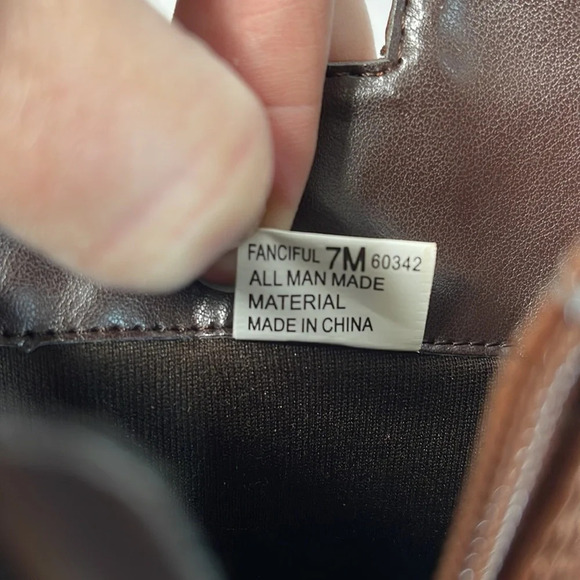 FANCIFUL 7M 60342
ALL MAN MADE
MATERIAL
MADE IN CHINA